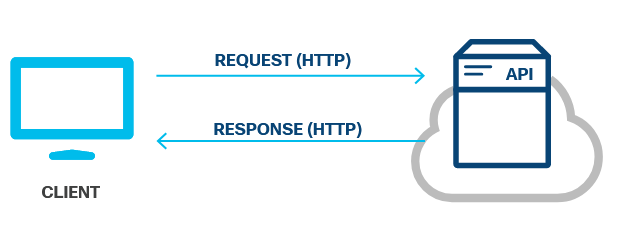 REQUEST (HTTP)
API
RESPONSE (HTTP)
CLIENT